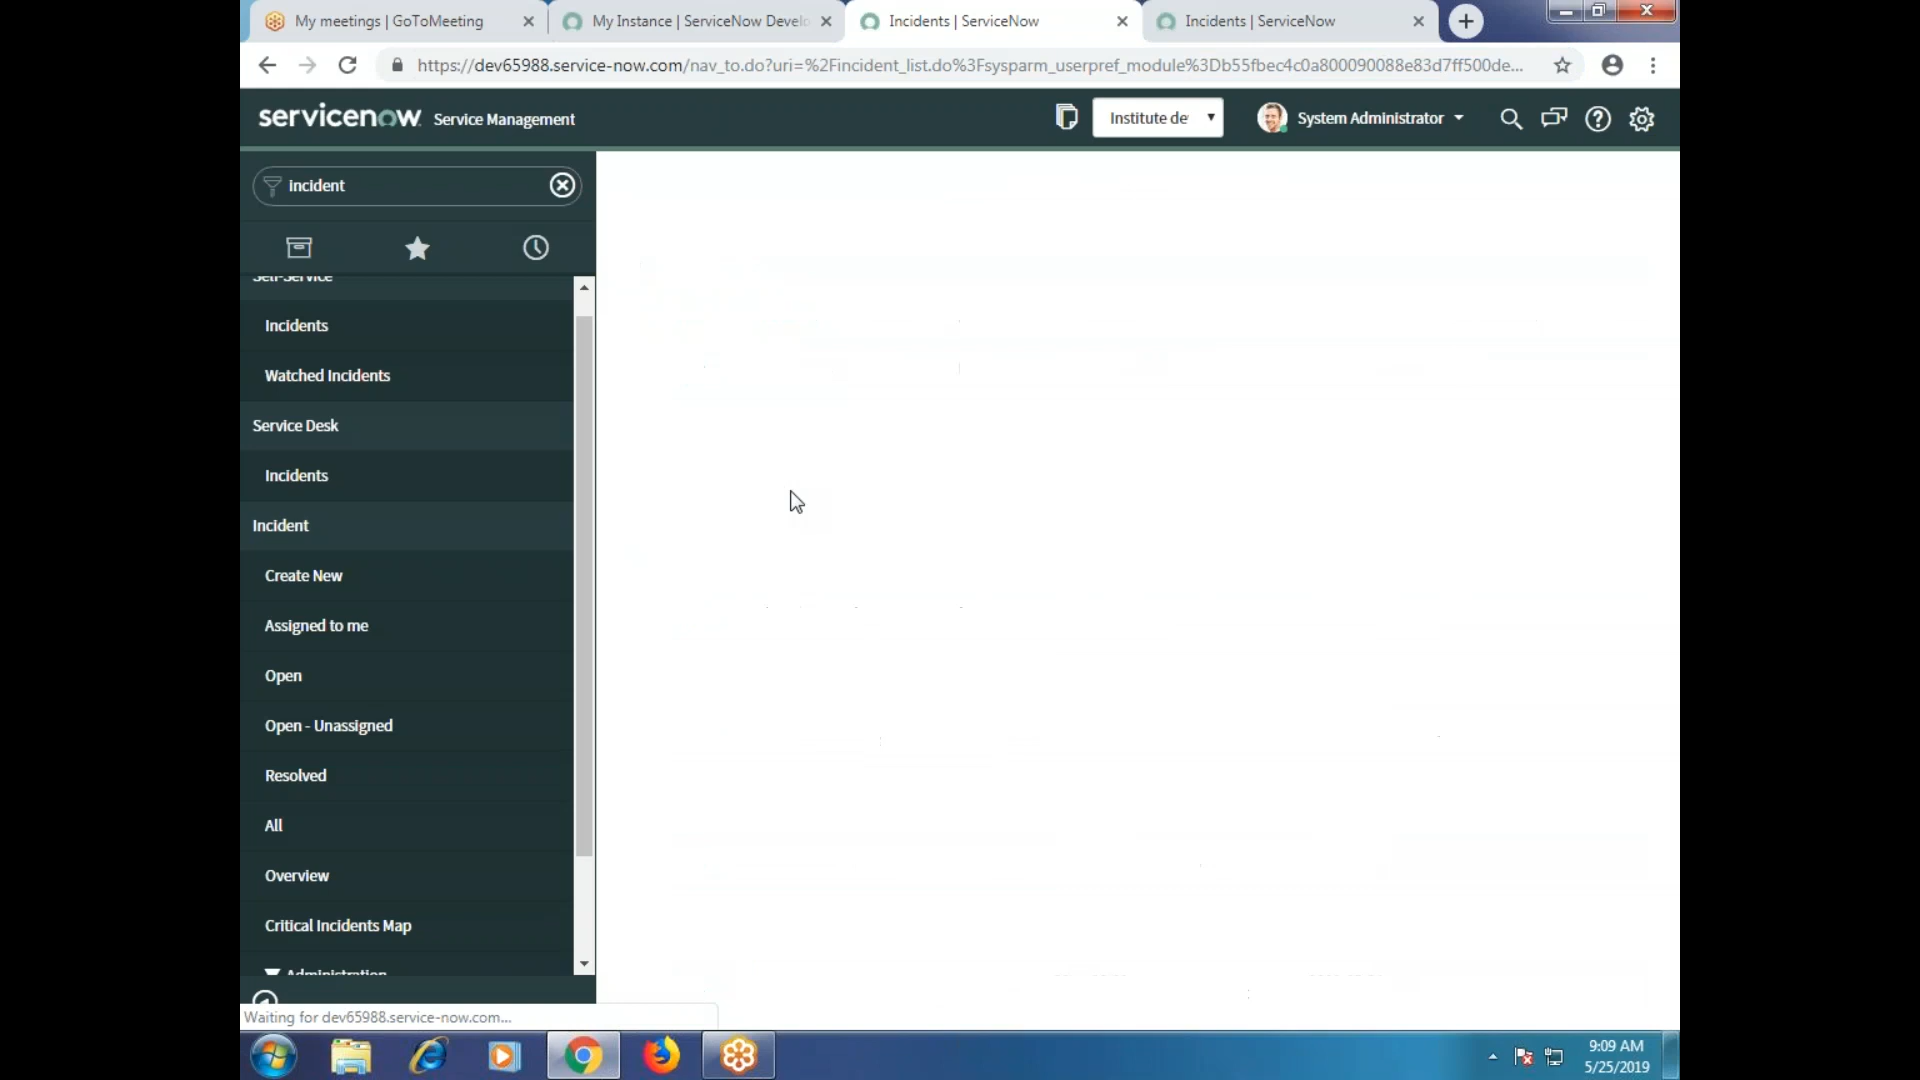 My meetings | GoToMeeting
My Instance | ServiceNow Develo
Incidents | ServiceNow
Incidents | ServiceNow
https://dev65988.service-now.com/nav_to.do?uri=%2Fincident_list.do%3Fsysparm_userpref_module%3Db55fbec4c0a800090088e83d7ff500de...
servicenow Service Management
Institute de
System Administrator
incident
Self-Service
Incidents
Watched Incidents
Service Desk
Incidents
Incident
Create New
Assigned to me
Open
Open - Unassigned
Resolved
All
Overview
Critical Incidents Map
Administration
Waiting for dev65988.service-now.com...
9:09 AM
5/25/2019